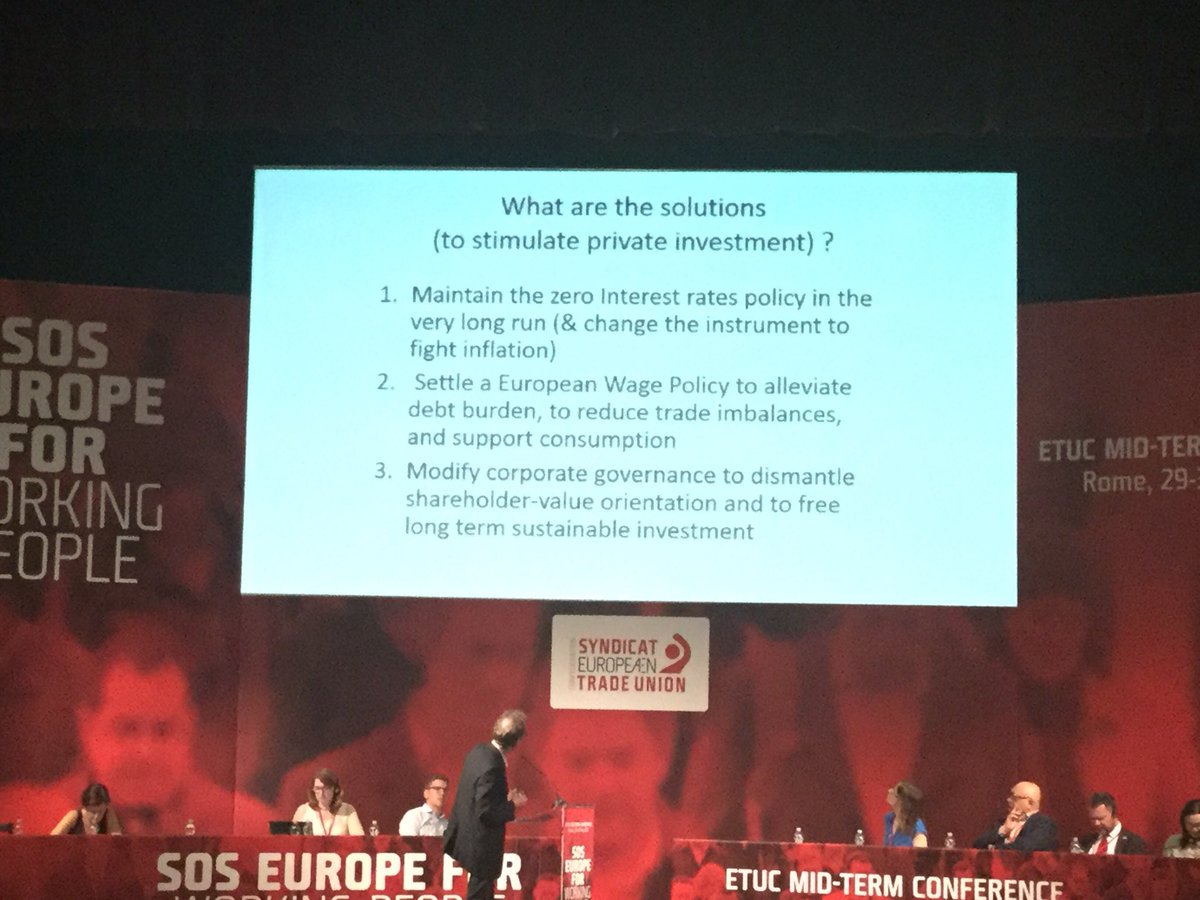 What are the solutions
(to stimulate private investment) ?
1. Maintain the zero Interest rates policy in the
very long run (& change the instrument to
fight inflation)
2. Settle a European Wage Policy to alleviate
debt burden, to reduce trade imbalances,
and support consumption
3. Modify corporate governance to dismantle
shareholder-value orientation and to free
long term sustainable investment
SOS
UROPE
FOR
ORKING
EOPLE
ETUC MID-TER
Rome, 29-
SYNDICAT
EUROPEÆN
TRADE UNION
SOS
EUROPE
FOR
WORKING
SOS EUROPE F R
WORKING PEOPLE
ETUC MID-TERM CONFERENCE